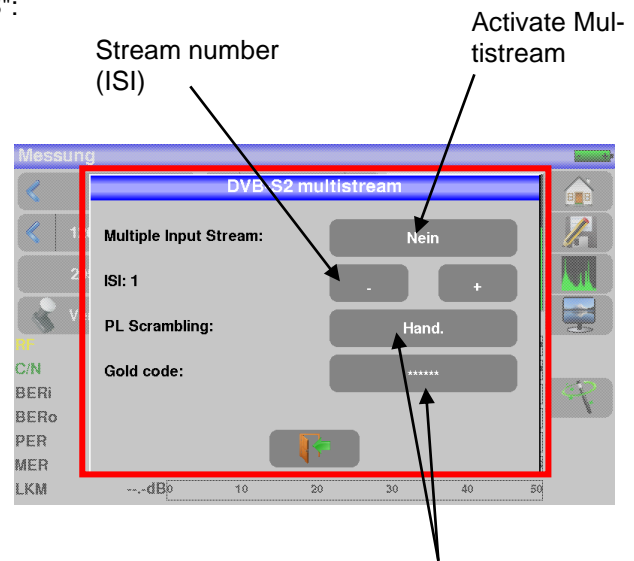 ":
Activate Mul-
tistream
Stream number
(ISI)
Messung
DVB-S2 multistream
Multiple Input Stream: Nein
ISI: 1 - +
PL Scrambling: Hand.
Gold code: ******
RF
C/N
BERi
BERo
PER
MER
LKM --,-dB 0 10 20 30 40 50